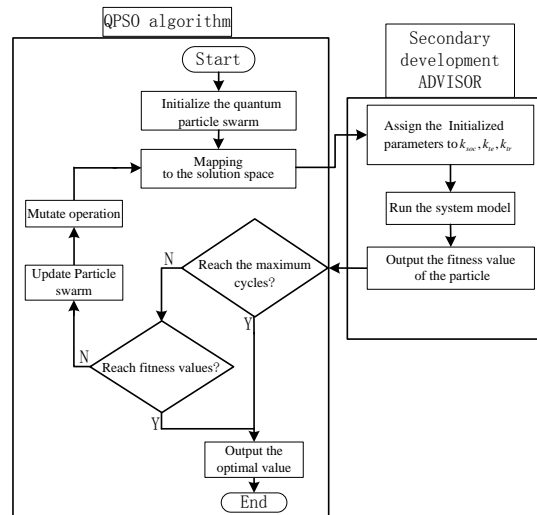 QPSO algorithm
Start
Initialize the quantum
particle swarm
Mapping
to the solution space
Mutate operation
Update Particle
swarm
N
Reach the maximum
cycles?
Y
N
Reach fitness values?
Y
Output the
optimal value
End
Secondary
development
ADVISOR
Assign the Initialized
parameters to k_soc, k_te, k_tr
Run the system model
Output the fitness value
of the particle